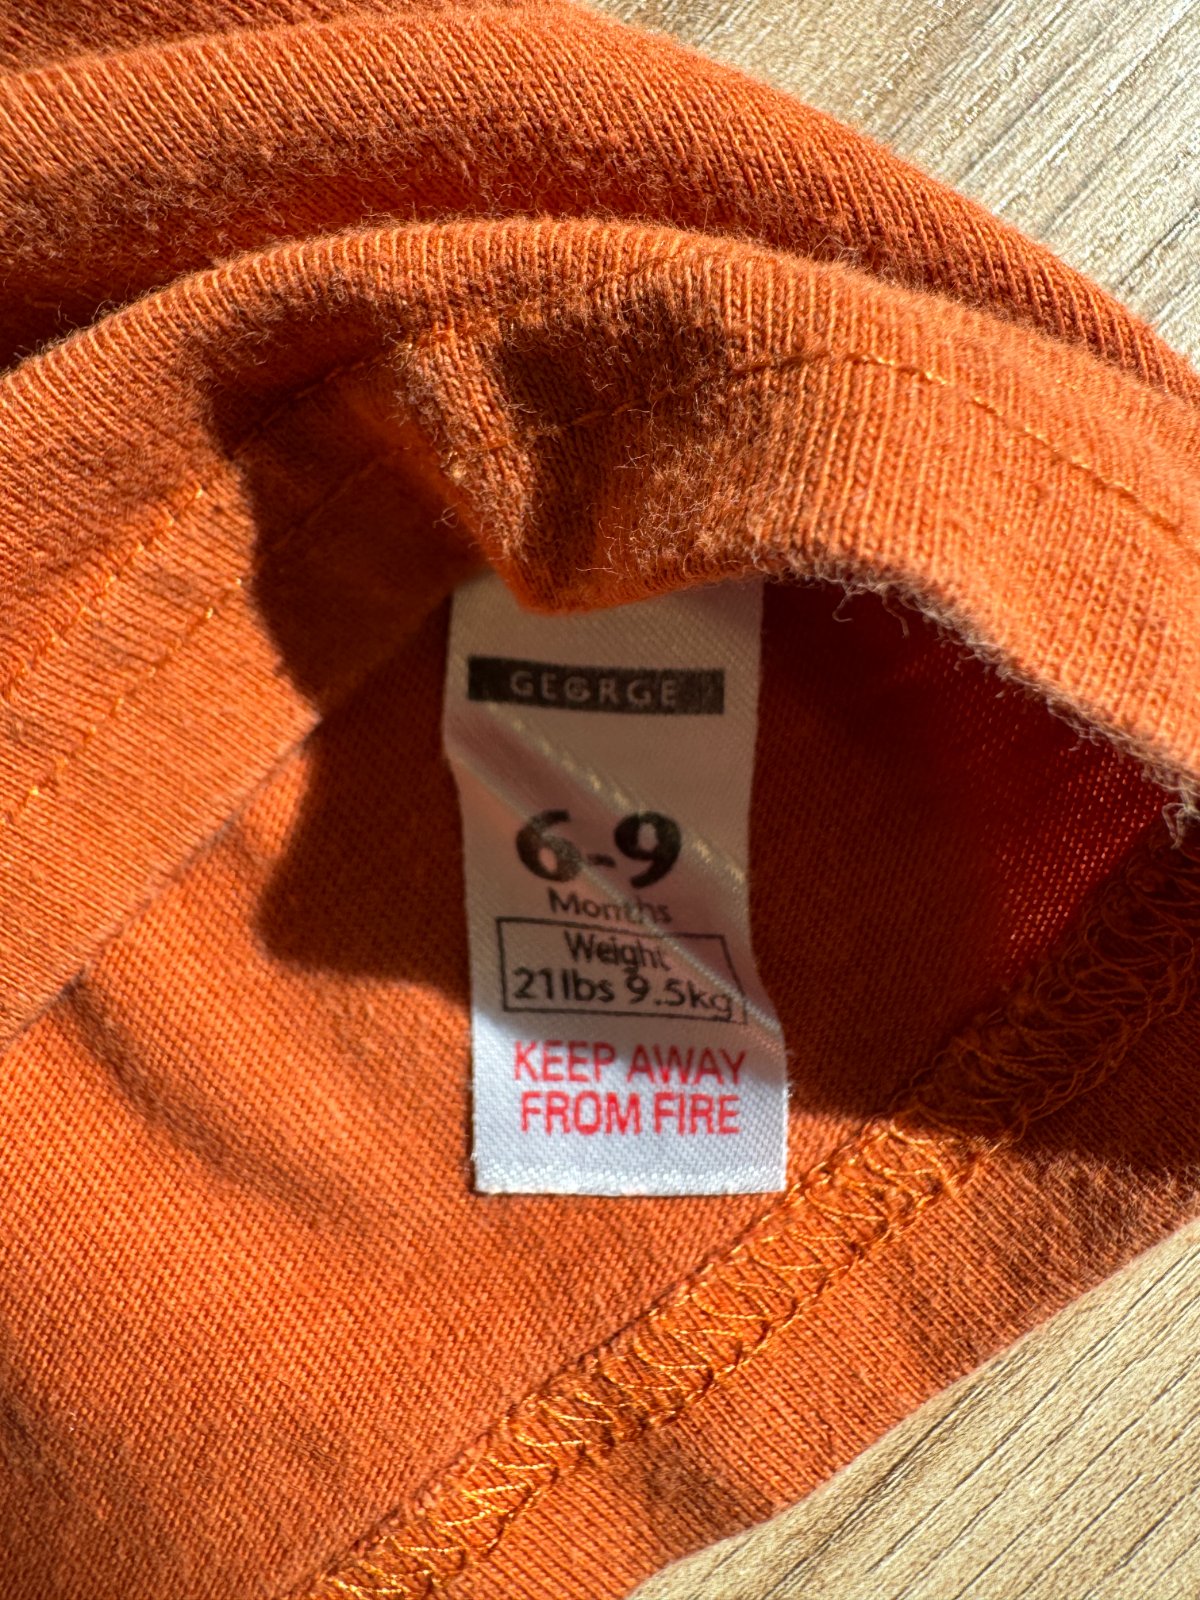 GEORGE
6-9
Months
Weight
21lbs 9.5kg
KEEP AWAY
FROM FIRE